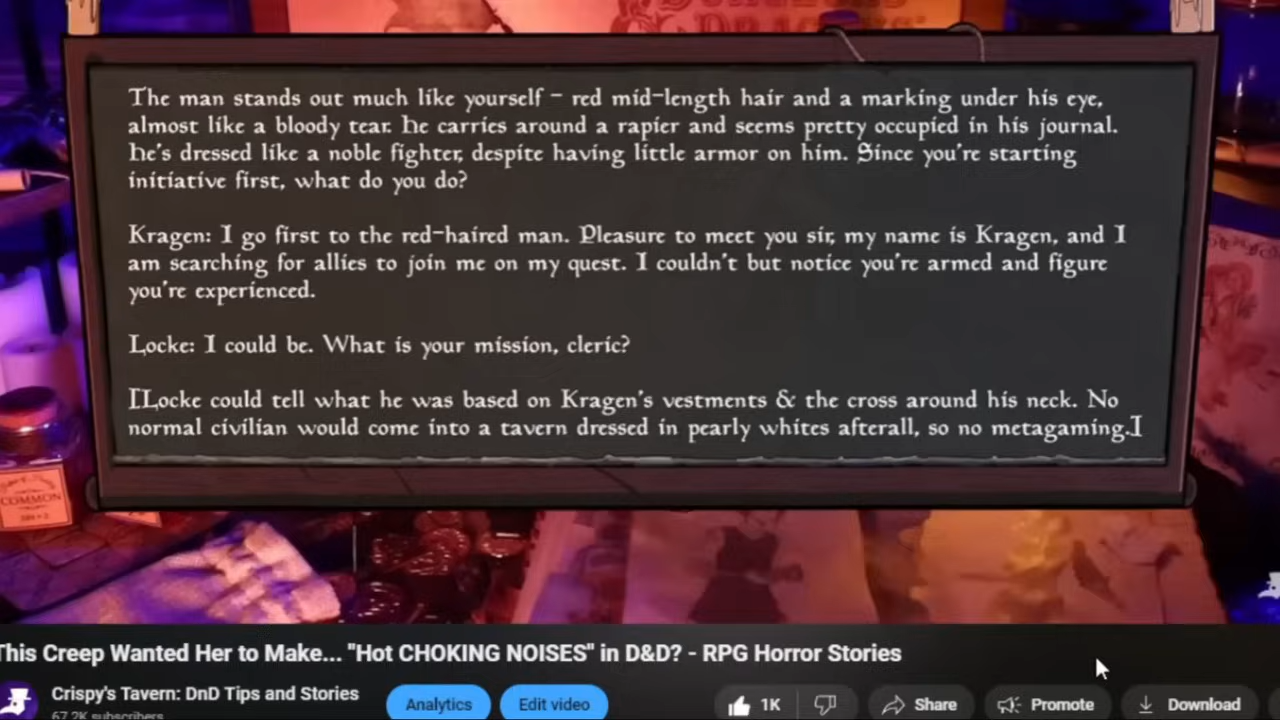 DUNGEONS
DRAGONS
The man stands out much like yourself - red mid-length hair and a marking under his eye,
almost like a bloody tear. he carries around a rapier and seems pretty occupied in his journal.
he's dressed like a noble fighter, despite having little armor on him. Since you're starting
initiative first, what do you do?
Kragen: I go first to the red-haired man. Pleasure to meet you sir, my name is Kragen, and I
am searching for allies to join me on my quest. I couldn't but notice you're armed and figure
you're experienced.
Locke: I could be. What is your mission, cleric?
[Locke could tell what he was based on Kragen's vestments & the cross around his neck. No
normal civilian would come into a tavern dressed in pearly whites afterall, so no metagaming.]
COMMON
This Creep Wanted Her to Make... "Hot CHOKING NOISES" in D&D? - RPG Horror Stories
Crispy's Tavern: DnD Tips and Stories
67.2K subscribers
Analytics
Edit video
1K
Share
Promote
Download